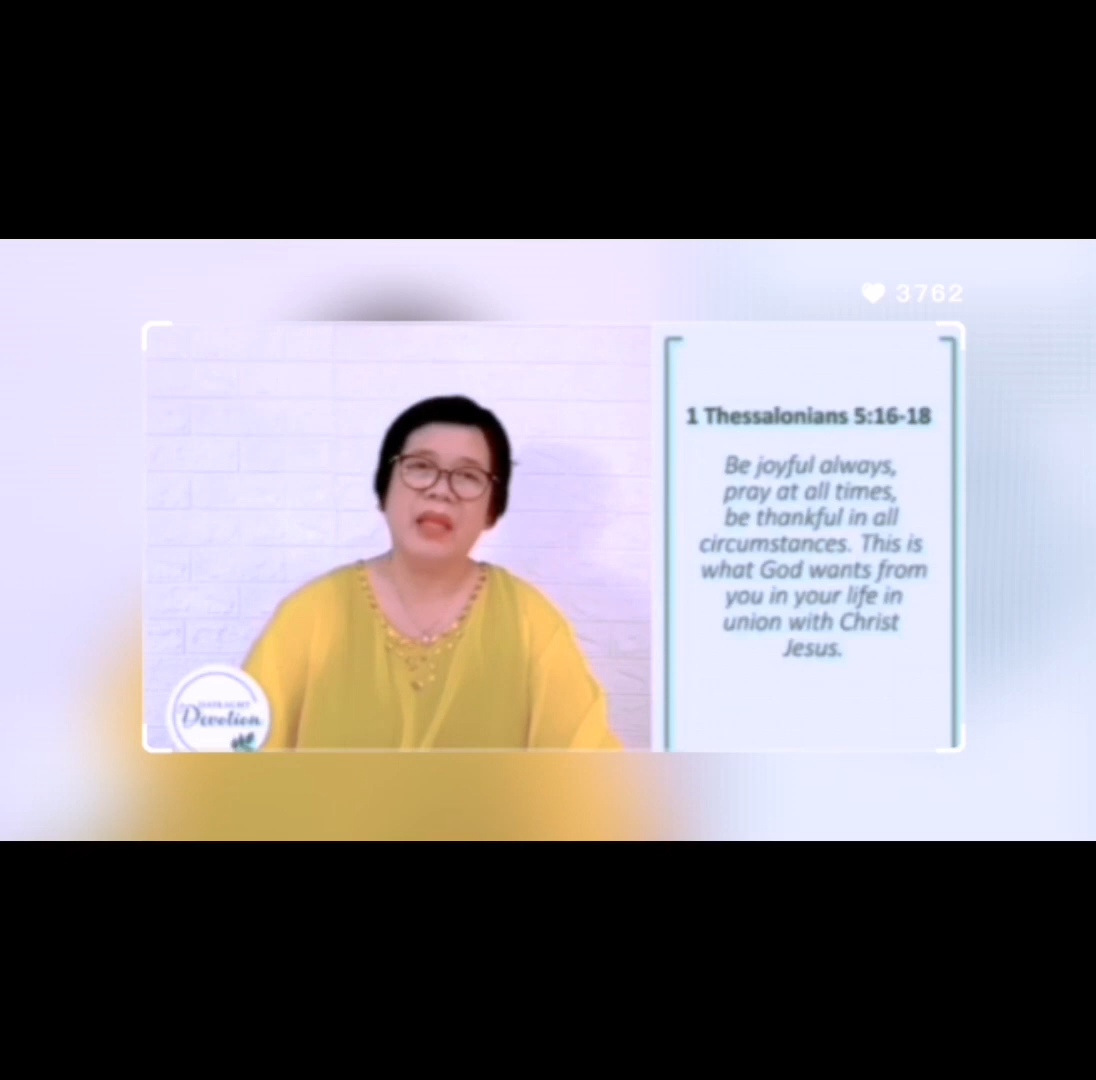 3762
1 Thessalonians 5:16-18
Be joyful always,
pray at all times,
be thankful in all
circumstances. This is
what God wants from
you in your life in
union with Christ
Jesus.
Devotion